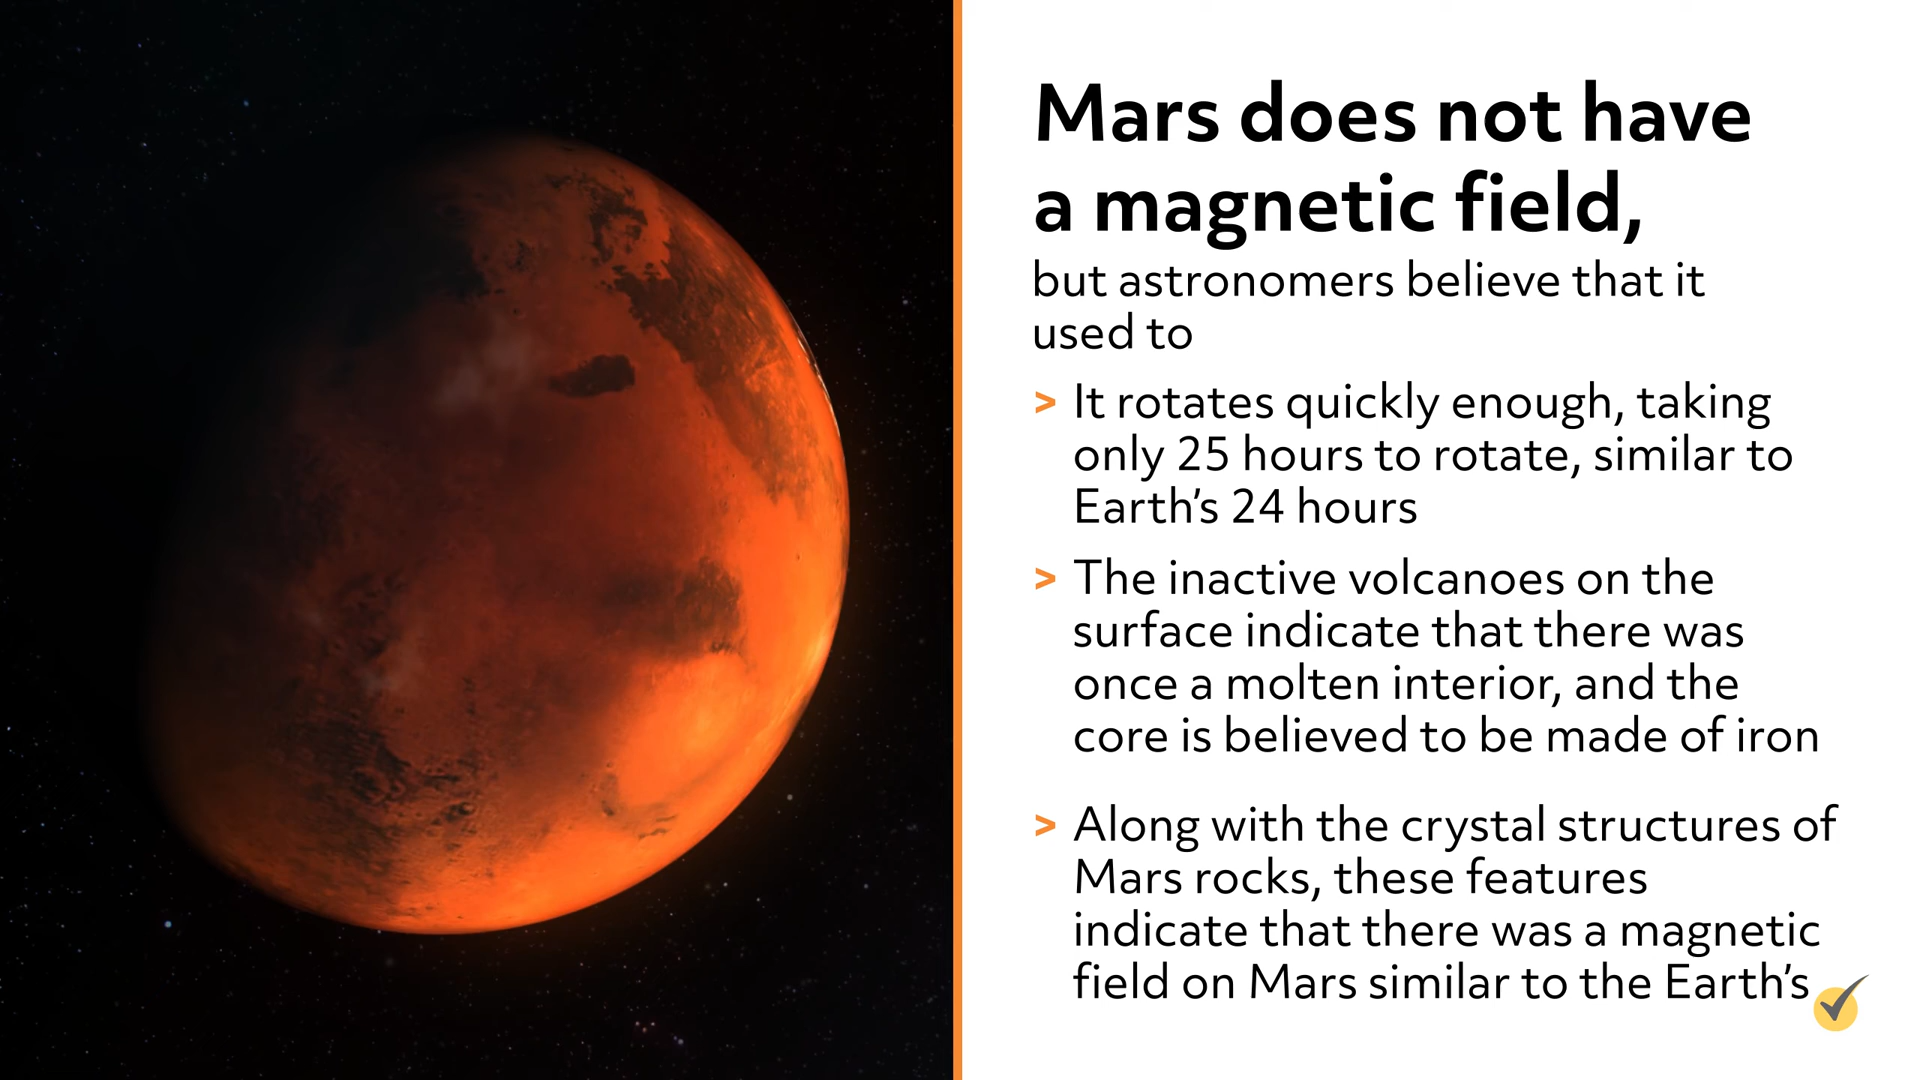 Mars does not have
a magnetic field,
but astronomers believe that it
used to
> It rotates quickly enough, taking
only 25 hours to rotate, similar to
Earth’s 24 hours
> The inactive volcanoes on the
surface indicate that there was
once a molten interior, and the
core is believed to be made of iron
> Along with the crystal structures of
Mars rocks, these features
indicate that there was a magnetic
field on Mars similar to the Earth’s